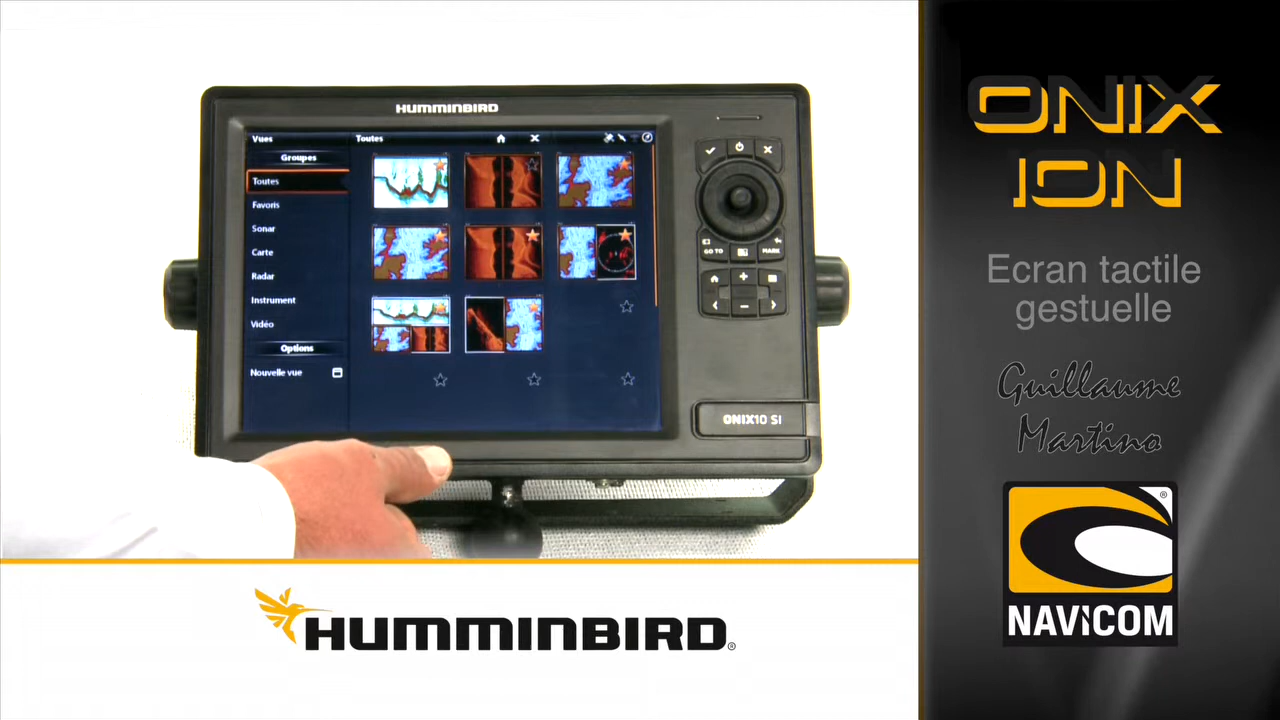 HUMMINBIRD
Vues
Toutes
Groupes
Toutes
Favoris
Sonar
Carte
Radar
Instrument
Vidéo
Options
Nouvelle vue
GO TO
MARK
ONIX10 SI
HUMMINBIRD®
ONIX
ION
Ecran tactile
gestuelle
Guillaume
Martino
®
NAVICOM